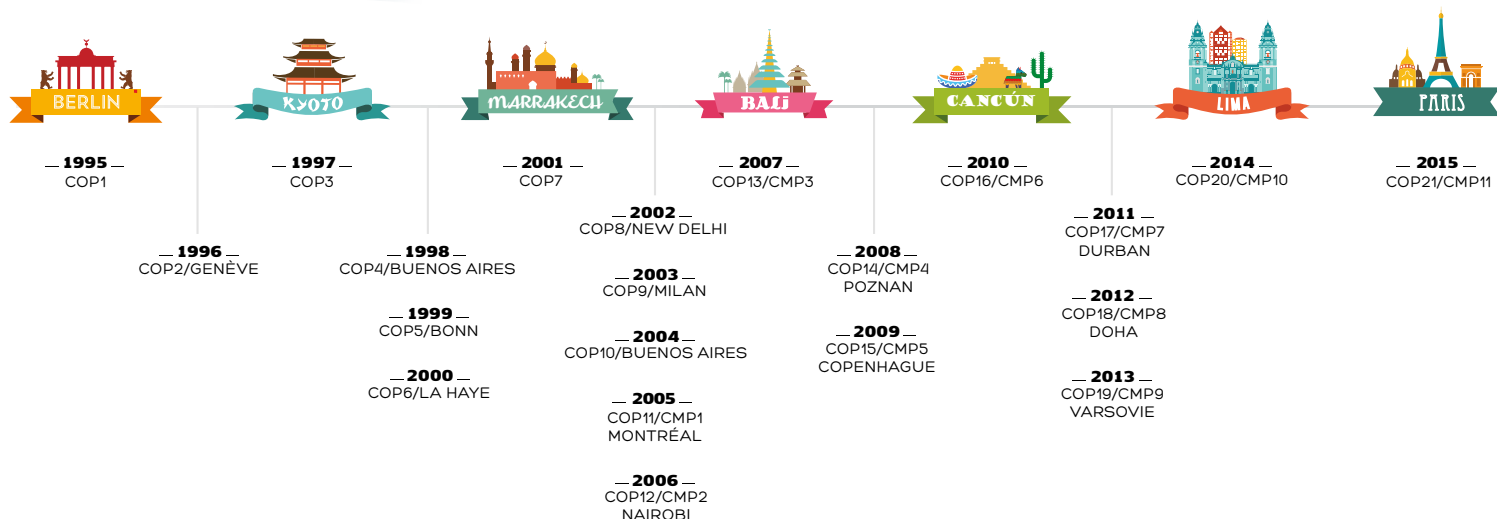 BERLIN
KYOTO
MARRAKECH
BALI
CANCÚN
LIMA
PARIS
1995
COP1
1997
COP3
2001
COP7
2007
COP13/CMP3
2010
COP16/CMP6
2014
COP20/CMP10
2015
COP21/CMP11
1996
COP2/GENÈVE
1998
COP4/BUENOS AIRES
1999
COP5/BONN
2000
COP6/LA HAYE
2002
COP8/NEW DELHI
2003
COP9/MILAN
2004
COP10/BUENOS AIRES
2005
COP11/CMP1
MONTRÉAL
2006
COP12/CMP2
NAIROBI
2008
COP14/CMP4
POZNAN
2009
COP15/CMP5
COPENHAGUE
2011
COP17/CMP7
DURBAN
2012
COP18/CMP8
DOHA
2013
COP19/CMP9
VARSOVIE